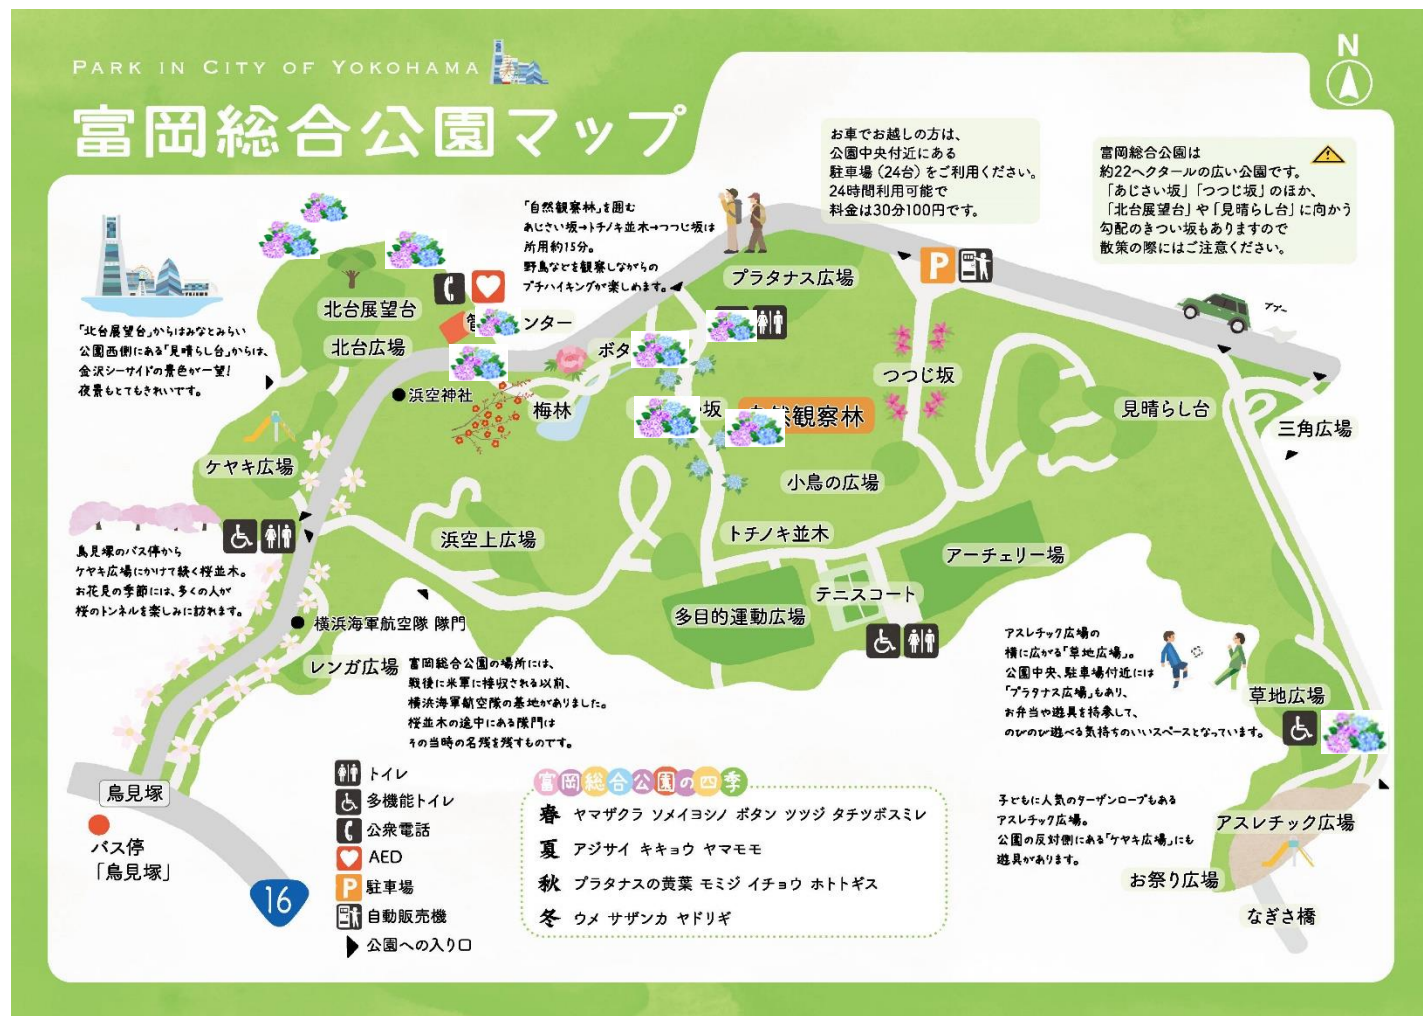 PARK IN CITY OF YOKOHAMA
富岡総合公園マップ
N
お車でお越しの方は、
公園中央付近にある
駐車場（24台）をご利用ください。
24時間利用可能で
料金は30分100円です。
富岡総合公園は
約22ヘクタールの広い公園です。
「あじさい坂」「つつじ坂」のほか、
「北台展望台」や「見晴らし台」に向かう
勾配のきつい坂もありますので
散策の際にはご注意ください。
「自然観察林」を囲む
あじさい坂→トチノキ並木→つつじ坂は
所用約15分。
野鳥などを観察しながらの
プチハイキングが楽しめます。
「北台展望台」からはみなとみらい
公園西側にある「見晴らし台」からは、
金沢シーサイドの景色が一望!
夜景もとてもきれいです。
北台展望台
北台広場
管
ンター
プラタナス広場
P
ブブー
浜空神社
梅林
ボタ
坂
然観察林
つつじ坂
見晴らし台
三角広場
ケヤキ広場
小鳥の広場
浜空上広場
トチノキ並木
アーチェリー場
テニスコート
多目的運動広場
鳥見塚のバス停から
ケヤキ広場にかけて続く桜並木。
お花見の季節には、多くの人が
桜のトンネルを楽しみに訪れます。
横浜海軍航空隊 隊門
レンガ広場
富岡総合公園の場所には、
戦後に米軍に接収される以前、
横浜海軍航空隊の基地がありました。
桜並木の途中にある隊門は
その当時の名残を残すものです。
アスレチック広場の
横に広がる「草地広場」。
公園中央、駐車場付近には
「プラタナス広場」もあり、
お弁当や遊具を持参して、
のびのび遊べる気持ちのいいスペースとなっています。
草地広場
子どもに人気のターザンロープもある
アスレチック広場。
公園の反対側にある「ケヤキ広場」にも
遊具があります。
アスレチック広場
お祭り広場
なぎさ橋
鳥見塚
バス停
「鳥見塚」
16
トイレ
多機能トイレ
公衆電話
AED
P 駐車場
自動販売機
公園への入り口
富岡総合公園の四季
春 ヤマザクラ ソメイヨシノ ボタン ツツジ タチツボスミレ
夏 アジサイ キキョウ ヤマモモ
秋 プラタナスの黄葉 モミジ イチョウ ホトトギス
冬 ウメ サザンカ ヤドリギ